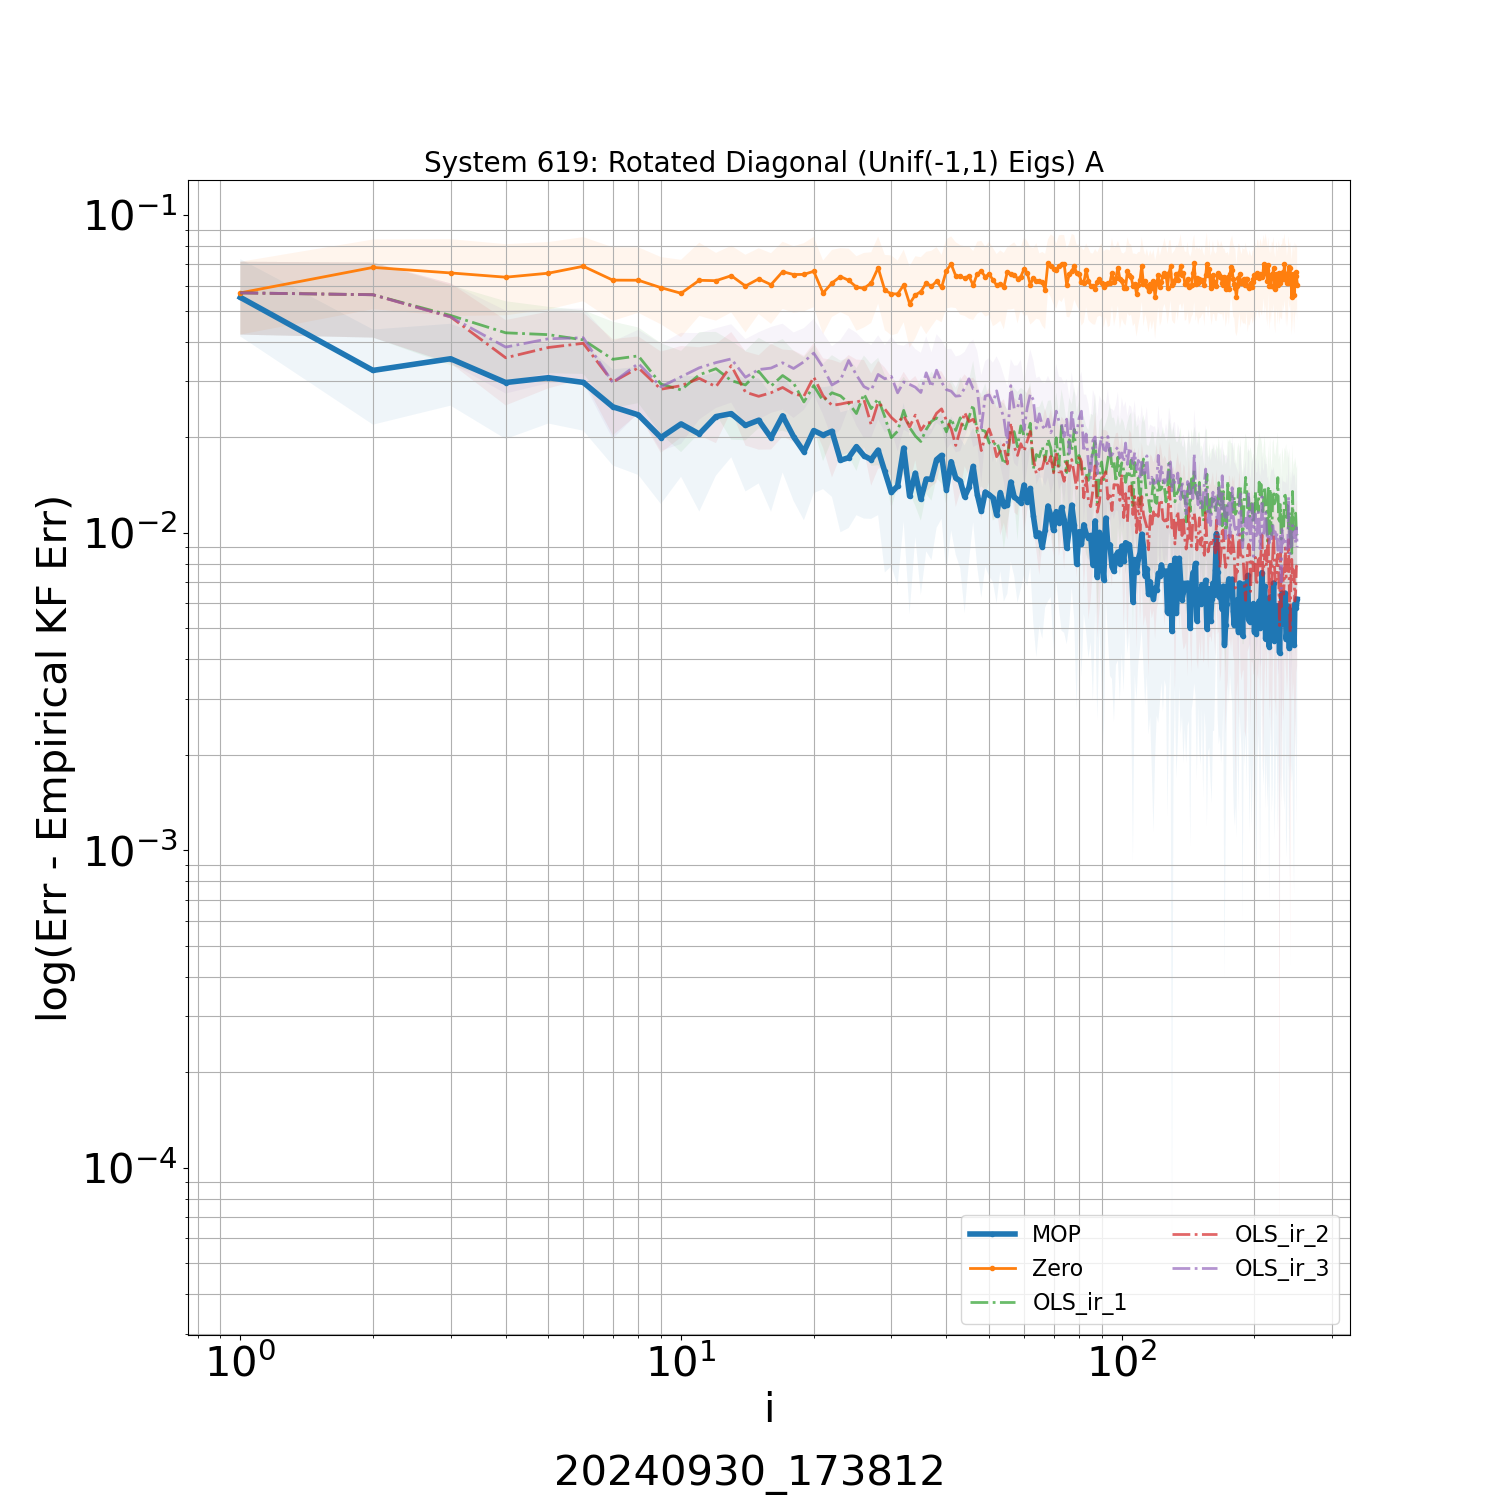 System 619: Rotated Diagonal (Unif(-1,1) Eigs) A
log(Err - Empirical KF Err)
10⁻¹
10⁻²
10⁻³
10⁻⁴
MOP
Zero
OLS_ir_1
OLS_ir_2
OLS_ir_3
10⁰ 10¹ 10²
i
20240930_173812